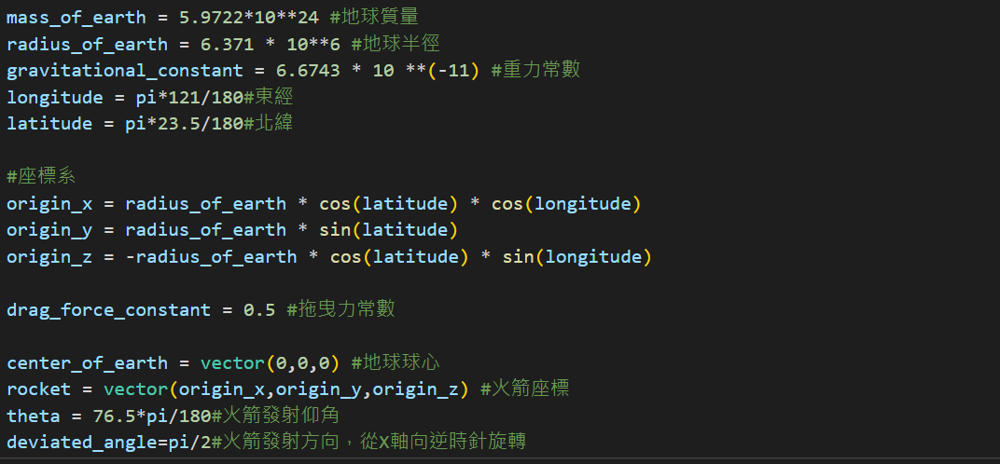 mass_of_earth = 5.9722*10**24 #地球質量
radius_of_earth = 6.371 * 10**6 #地球半徑
gravitational_constant = 6.6743 * 10 **(-11) #重力常數
longitude = pi*121/180#東經
latitude = pi*23.5/180#北緯
#座標系
origin_x = radius_of_earth * cos(latitude) * cos(longitude)
origin_y = radius_of_earth * sin(latitude)
origin_z = -radius_of_earth * cos(latitude) * sin(longitude)
drag_force_constant = 0.5 #拖曳力常數
center_of_earth = vector(0,0,0) #地球球心
rocket = vector(origin_x,origin_y,origin_z) #火箭座標
theta = 76.5*pi/180#火箭發射仰角
deviated_angle=pi/2#火箭發射方向，從X軸向逆時針旋轉